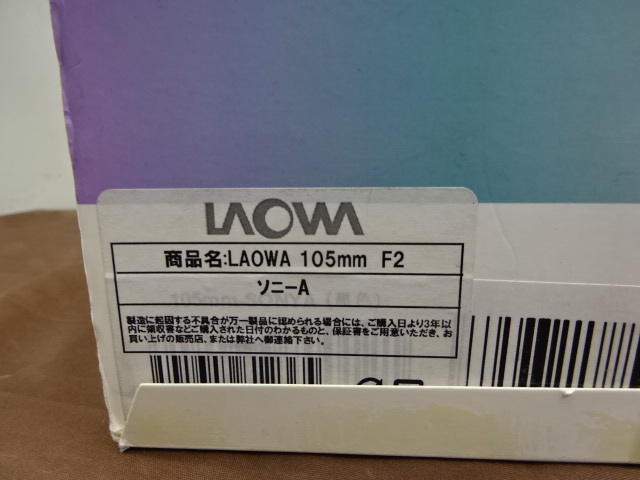 LAOWA
商品名:LAOWA 105mm F2
ソニーA
製造に起因する不具合が万一製品に認められる場合には、ご購入日より3年以
内に領収書などご購入された日付のわかるものと、保証書をご用意いただき、お
買い上げの販売店、または弊社へ御連絡下さい。